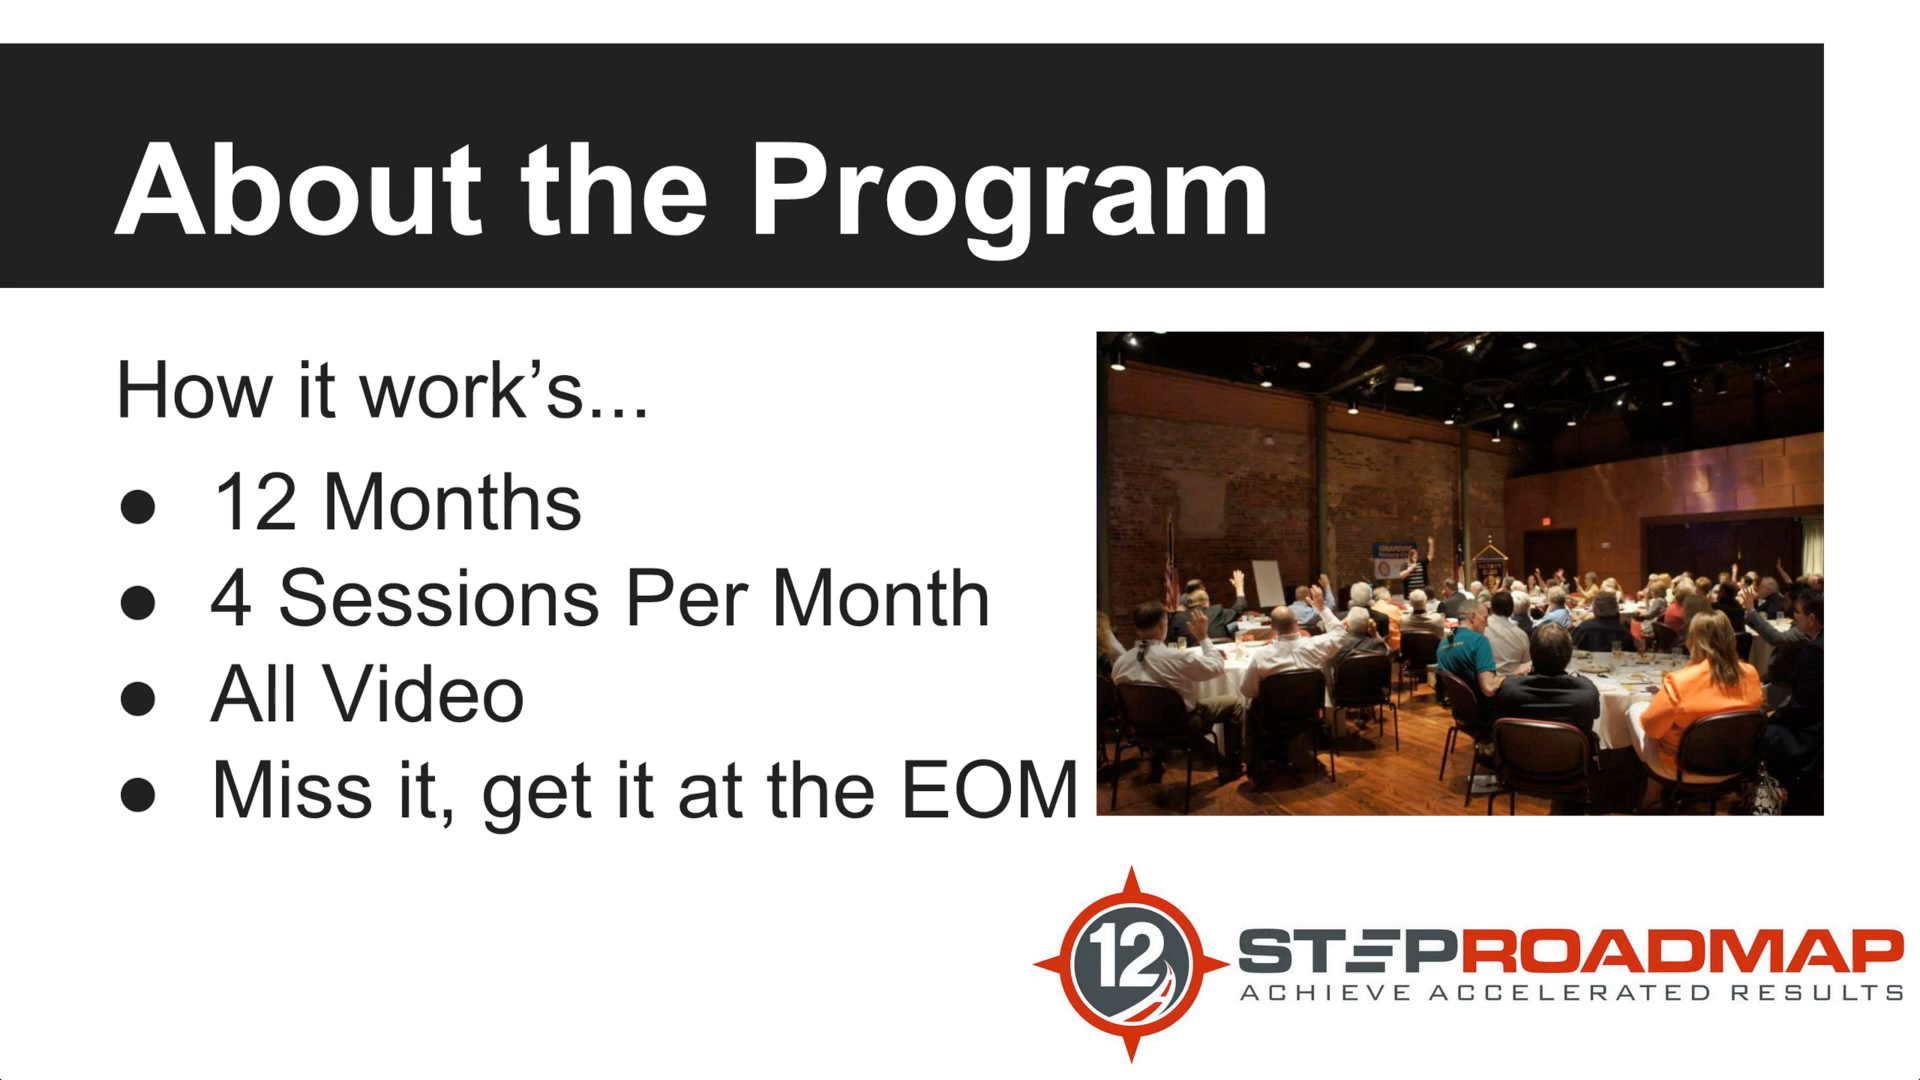 About the Program
How it work’s...
● 12 Months
● 4 Sessions Per Month
● All Video
● Miss it, get it at the EOM
12 STEPROADMAP
ACHIEVE ACCELERATED RESULTS